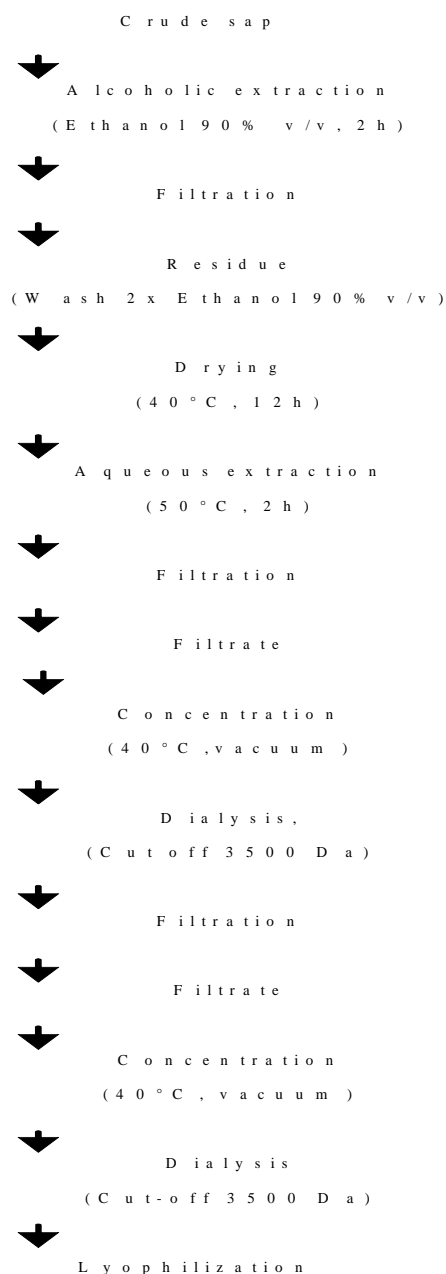 Crude sap
Alcoholic extraction
(Ethanol 90% v/v, 2h)
Filtration
Residue
(Wash 2x Ethanol 90% v/v)
Drying
(40°C, 12h)
Aqueous extraction
(50°C, 2h)
Filtration
Filtrate
Concentration
(40°C, vacuum)
Dialysis,
(Cut off 3500 Da)
Filtration
Filtrate
Concentration
(40°C, vacuum)
Dialysis
(Cut-off 3500 Da)
Lyophilization